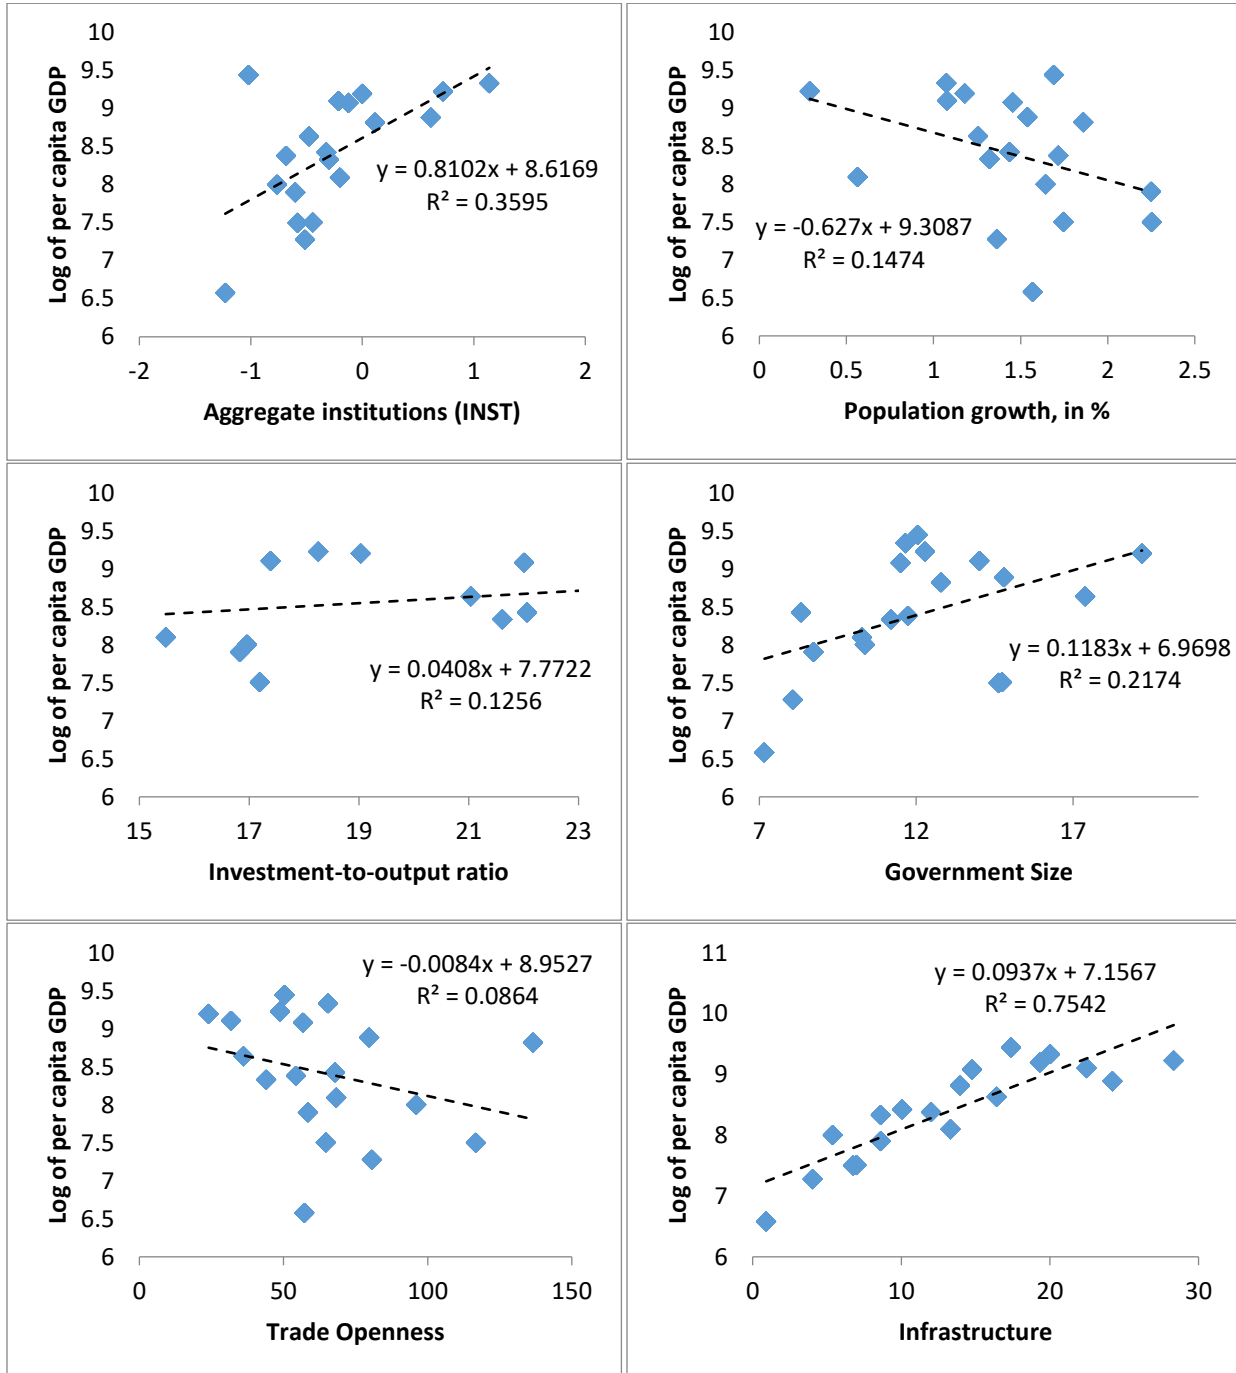 Log of per capita GDP
10
9.5
9
8.5
8
7.5
7
6.5
6
y = 0.8102x + 8.6169
R² = 0.3595
-2 -1 0 1 2
Aggregate institutions (INST)
Log of per capita GDP
10
9.5
9
8.5
8
7.5
7
6.5
6
y = -0.627x + 9.3087
R² = 0.1474
0 0.5 1 1.5 2 2.5
Population growth, in %
Log of per capita GDP
10
9.5
9
8.5
8
7.5
7
6.5
6
y = 0.0408x + 7.7722
R² = 0.1256
15 17 19 21 23
Investment-to-output ratio
Log of per capita GDP
10
9.5
9
8.5
8
7.5
7
6.5
6
y = 0.1183x + 6.9698
R² = 0.2174
7 12 17
Government Size
Log of per capita GDP
10
9.5
9
8.5
8
7.5
7
6.5
6
y = -0.0084x + 8.9527
R² = 0.0864
0 50 100 150
Trade Openness
Log of per capita GDP
11
10
9
8
7
6
y = 0.0937x + 7.1567
R² = 0.7542
0 10 20 30
Infrastructure